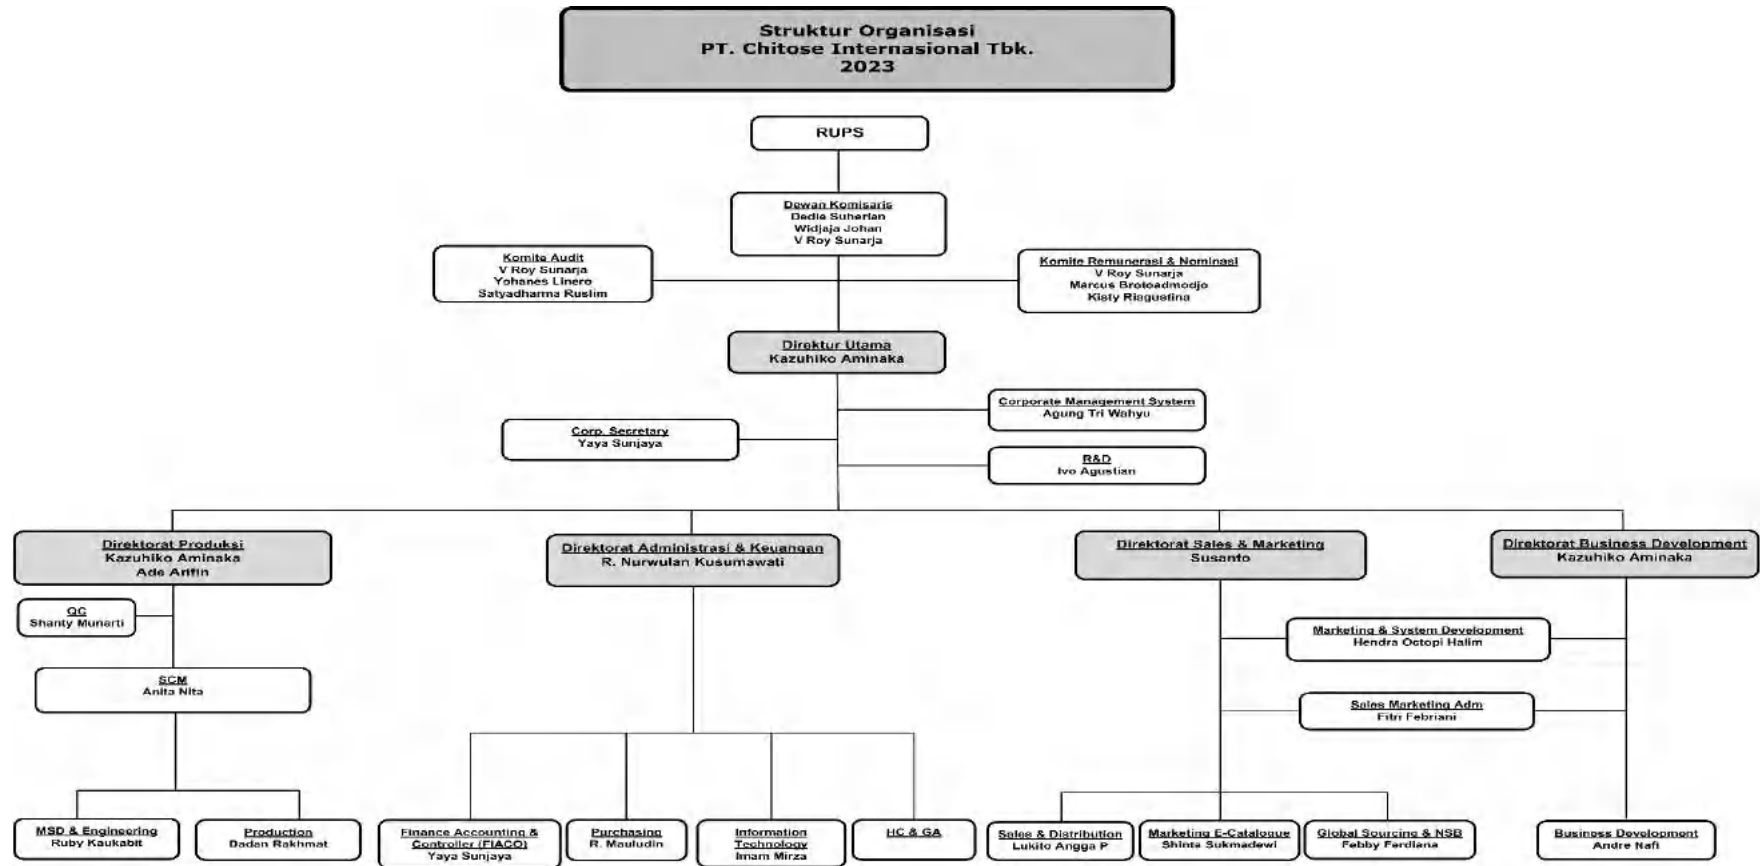 Struktur Organisasi
PT. Chitose Internasional Tbk.
2023
RUPS
Dewan Komisaris
Dedie Suherlan
Widjaja Johan
V Roy Sunarja
Komite Audit
V Roy Sunarja
Yohanes Linero
Satyadharma Ruslim
Komite Remunerasi & Nominasi
V Roy Sunarja
Marcus Brotoadmodjo
Kisty Riagustina
Direktur Utama
Kazuhiko Aminaka
Corporate Management System
Agung Tri Wahyu
Corp. Secretary
Yaya Sunjaya
R&D
Ivo Agustian
Direktorat Produksi
Kazuhiko Aminaka
Ade Arifin
Direktorat Administrasi & Keuangan
R. Nurwulan Kusumawati
Direktorat Sales & Marketing
Susanto
Direktorat Business Development
Kazuhiko Aminaka
QC
Shanty Munarti
Marketing & System Development
Hendra Octopi Halim
SCM
Anita Nita
Sales Marketing Adm
Fitri Febriani
MSD & Engineering
Ruby Kaukabit
Production
Dadan Rakhmat
Finance Accounting &
Controller (FIACO)
Yaya Sunjaya
Purchasing
R. Mauludin
Information
Technology
Imam Mirza
HC & GA
Sales & Distribution
Lukito Angga P
Marketing E-Catalogue
Shinta Sukmadewi
Global Sourcing & NSB
Febby Ferdiana
Business Development
Andre Nafi